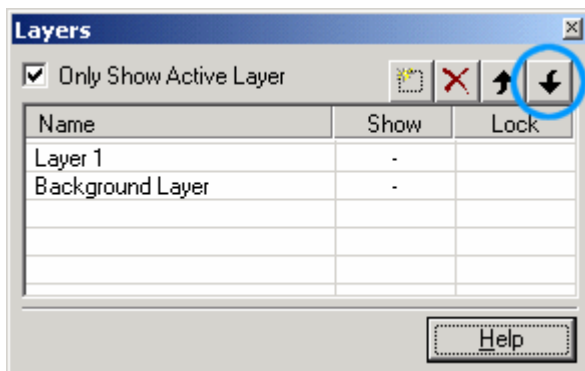 Layers
Only Show Active Layer
Name Show Lock
Layer 1 -
Background Layer -
Help